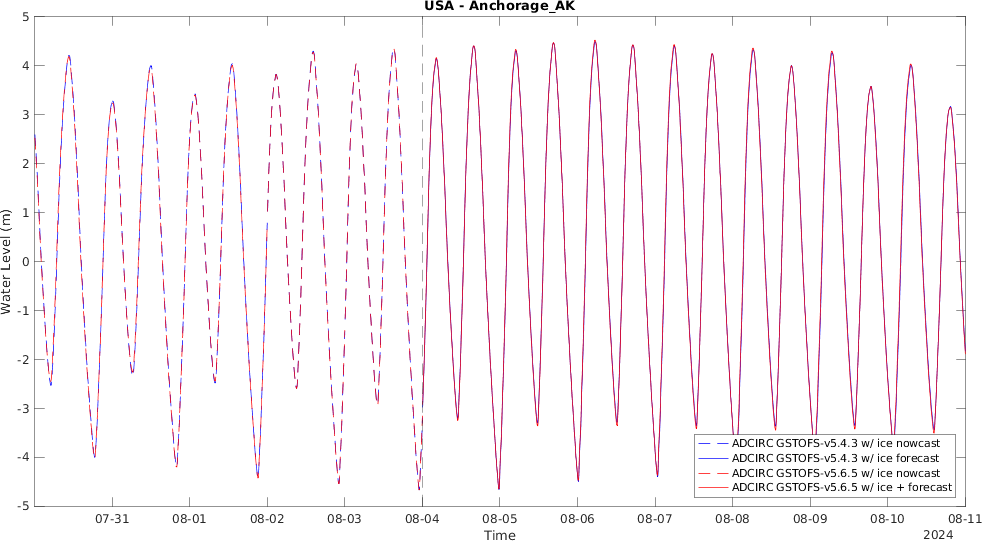 USA - Anchorage_AK
5
4
3
2
1
0
-1
-2
-3
-4
-5
Water Level (m)
ADCIRC GSTOFS-v5.4.3 w/ ice nowcast
ADCIRC GSTOFS-v5.4.3 w/ ice forecast
ADCIRC GSTOFS-v5.6.5 w/ ice nowcast
ADCIRC GSTOFS-v5.6.5 w/ ice + forecast
07-31 08-01 08-02 08-03 08-04 08-05 08-06 08-07 08-08 08-09 08-10 08-11
Time
2024